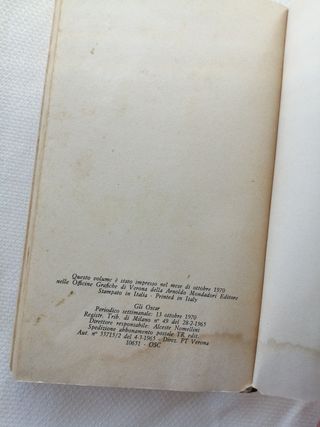 Questo volume è stato impresso nel mese di ottobre 1970
nelle Officine Grafiche di Verona della Arnoldo Mondadori Editore
Stampato in Italia - Printed in Italy
Gli Oscar
Periodico settimanale: 13 ottobre 1970
Registr. Trib. di Milano n° 49 del 28-2-1965
Direttore responsabile: Alceste Nomellini
Spedizione abbonamento postale TR edit.
Aut. n° 55715/2 del 4-3-1965 - Direz. PT Verona
10631 - OSC